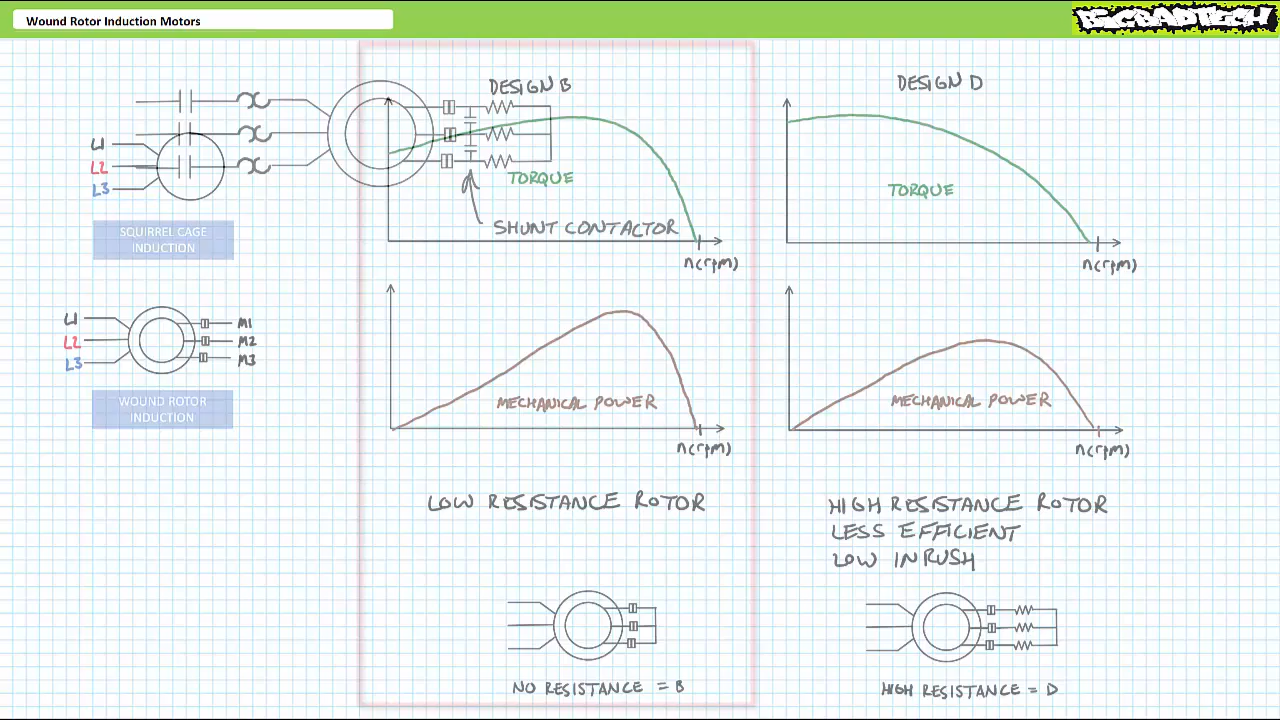 Wound Rotor Induction Motors
BIGBADTECH
DESIGN B
DESIGN D
L1
L2
L3
TORQUE
TORQUE
SHUNT CONTACTOR
SQUIRREL CAGE
INDUCTION
n(rpm)
n(rpm)
L1
L2
L3
M1
M2
M3
WOUND ROTOR
INDUCTION
MECHANICAL POWER
MECHANICAL POWER
n(rpm)
n(rpm)
LOW RESISTANCE ROTOR
HIGH RESISTANCE ROTOR
LESS EFFICIENT
LOW INRUSH
NO RESISTANCE = B
HIGH RESISTANCE = D